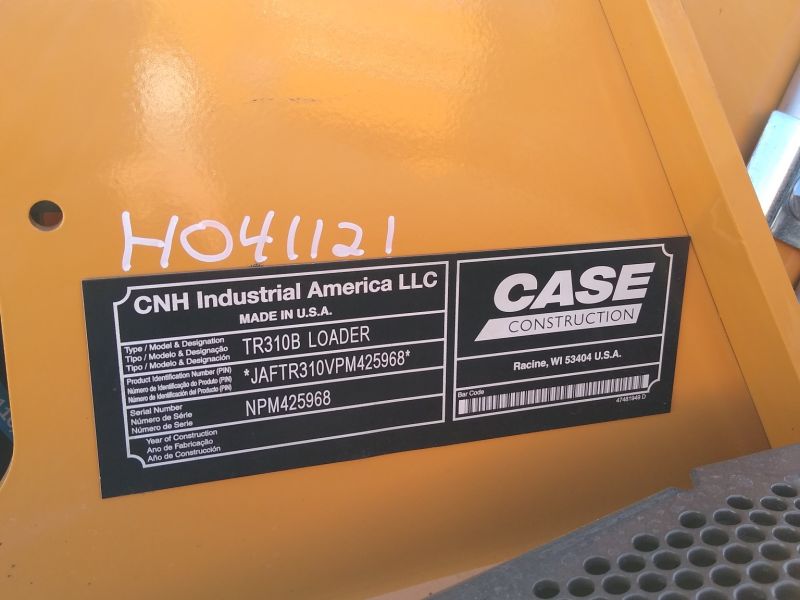 H041121
CNH Industrial America LLC
MADE IN U.S.A.
Type / Model & Designation
Tipo / Modelo & Designação
Tipo / Modelo & Designación
TR310B LOADER
Product Identification Number (PIN)
Número de Identificação do Produto (PIN)
Número de Identificación del Producto (PIN)
*JAFTR310VPM425968*
Serial Number
Número de Série
Número de Serie
NPM425968
Year of Construction
Ano de Fabricação
Año de Construcción
CASE
CONSTRUCTION
Racine, WI 53404 U.S.A.
Bar Code
47481949 D